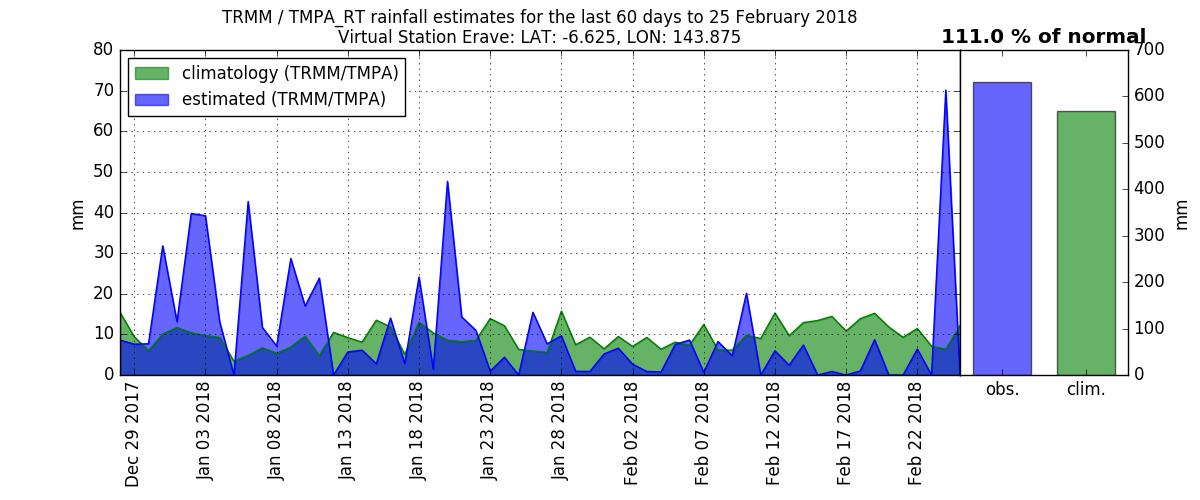 TRMM / TMPA_RT rainfall estimates for the last 60 days to 25 February 2018
Virtual Station Erave: LAT: -6.625, LON: 143.875
111.0 % of normal
climatology (TRMM/TMPA)
estimated (TRMM/TMPA)
80
70
60
50
40
30
20
10
0
mm
Dec 29 2017
Jan 03 2018
Jan 08 2018
Jan 13 2018
Jan 18 2018
Jan 23 2018
Jan 28 2018
Feb 02 2018
Feb 07 2018
Feb 12 2018
Feb 17 2018
Feb 22 2018
obs.
clim.
700
600
500
400
300
200
100
0
mm